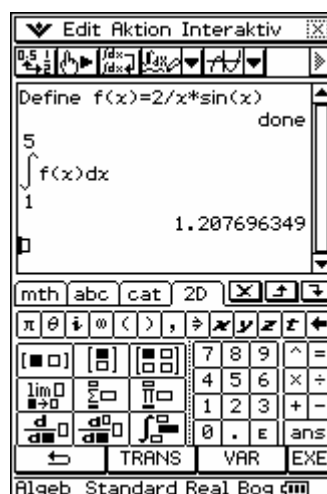 Edit Aktion Interaktiv
Define f(x)=2/x*sin(x)
done
5
∫f(x)dx
1
1.207696349
mth abc cat 2D
π θ i ∞ ( ) , ⇒ x y z t ←
7 8 9 ^ =
lim 4 5 6 × ÷
Σ Π 1 2 3 + -
d d 0 . E ans
TRANS VAR EXE
Algeb Standard Real Bog